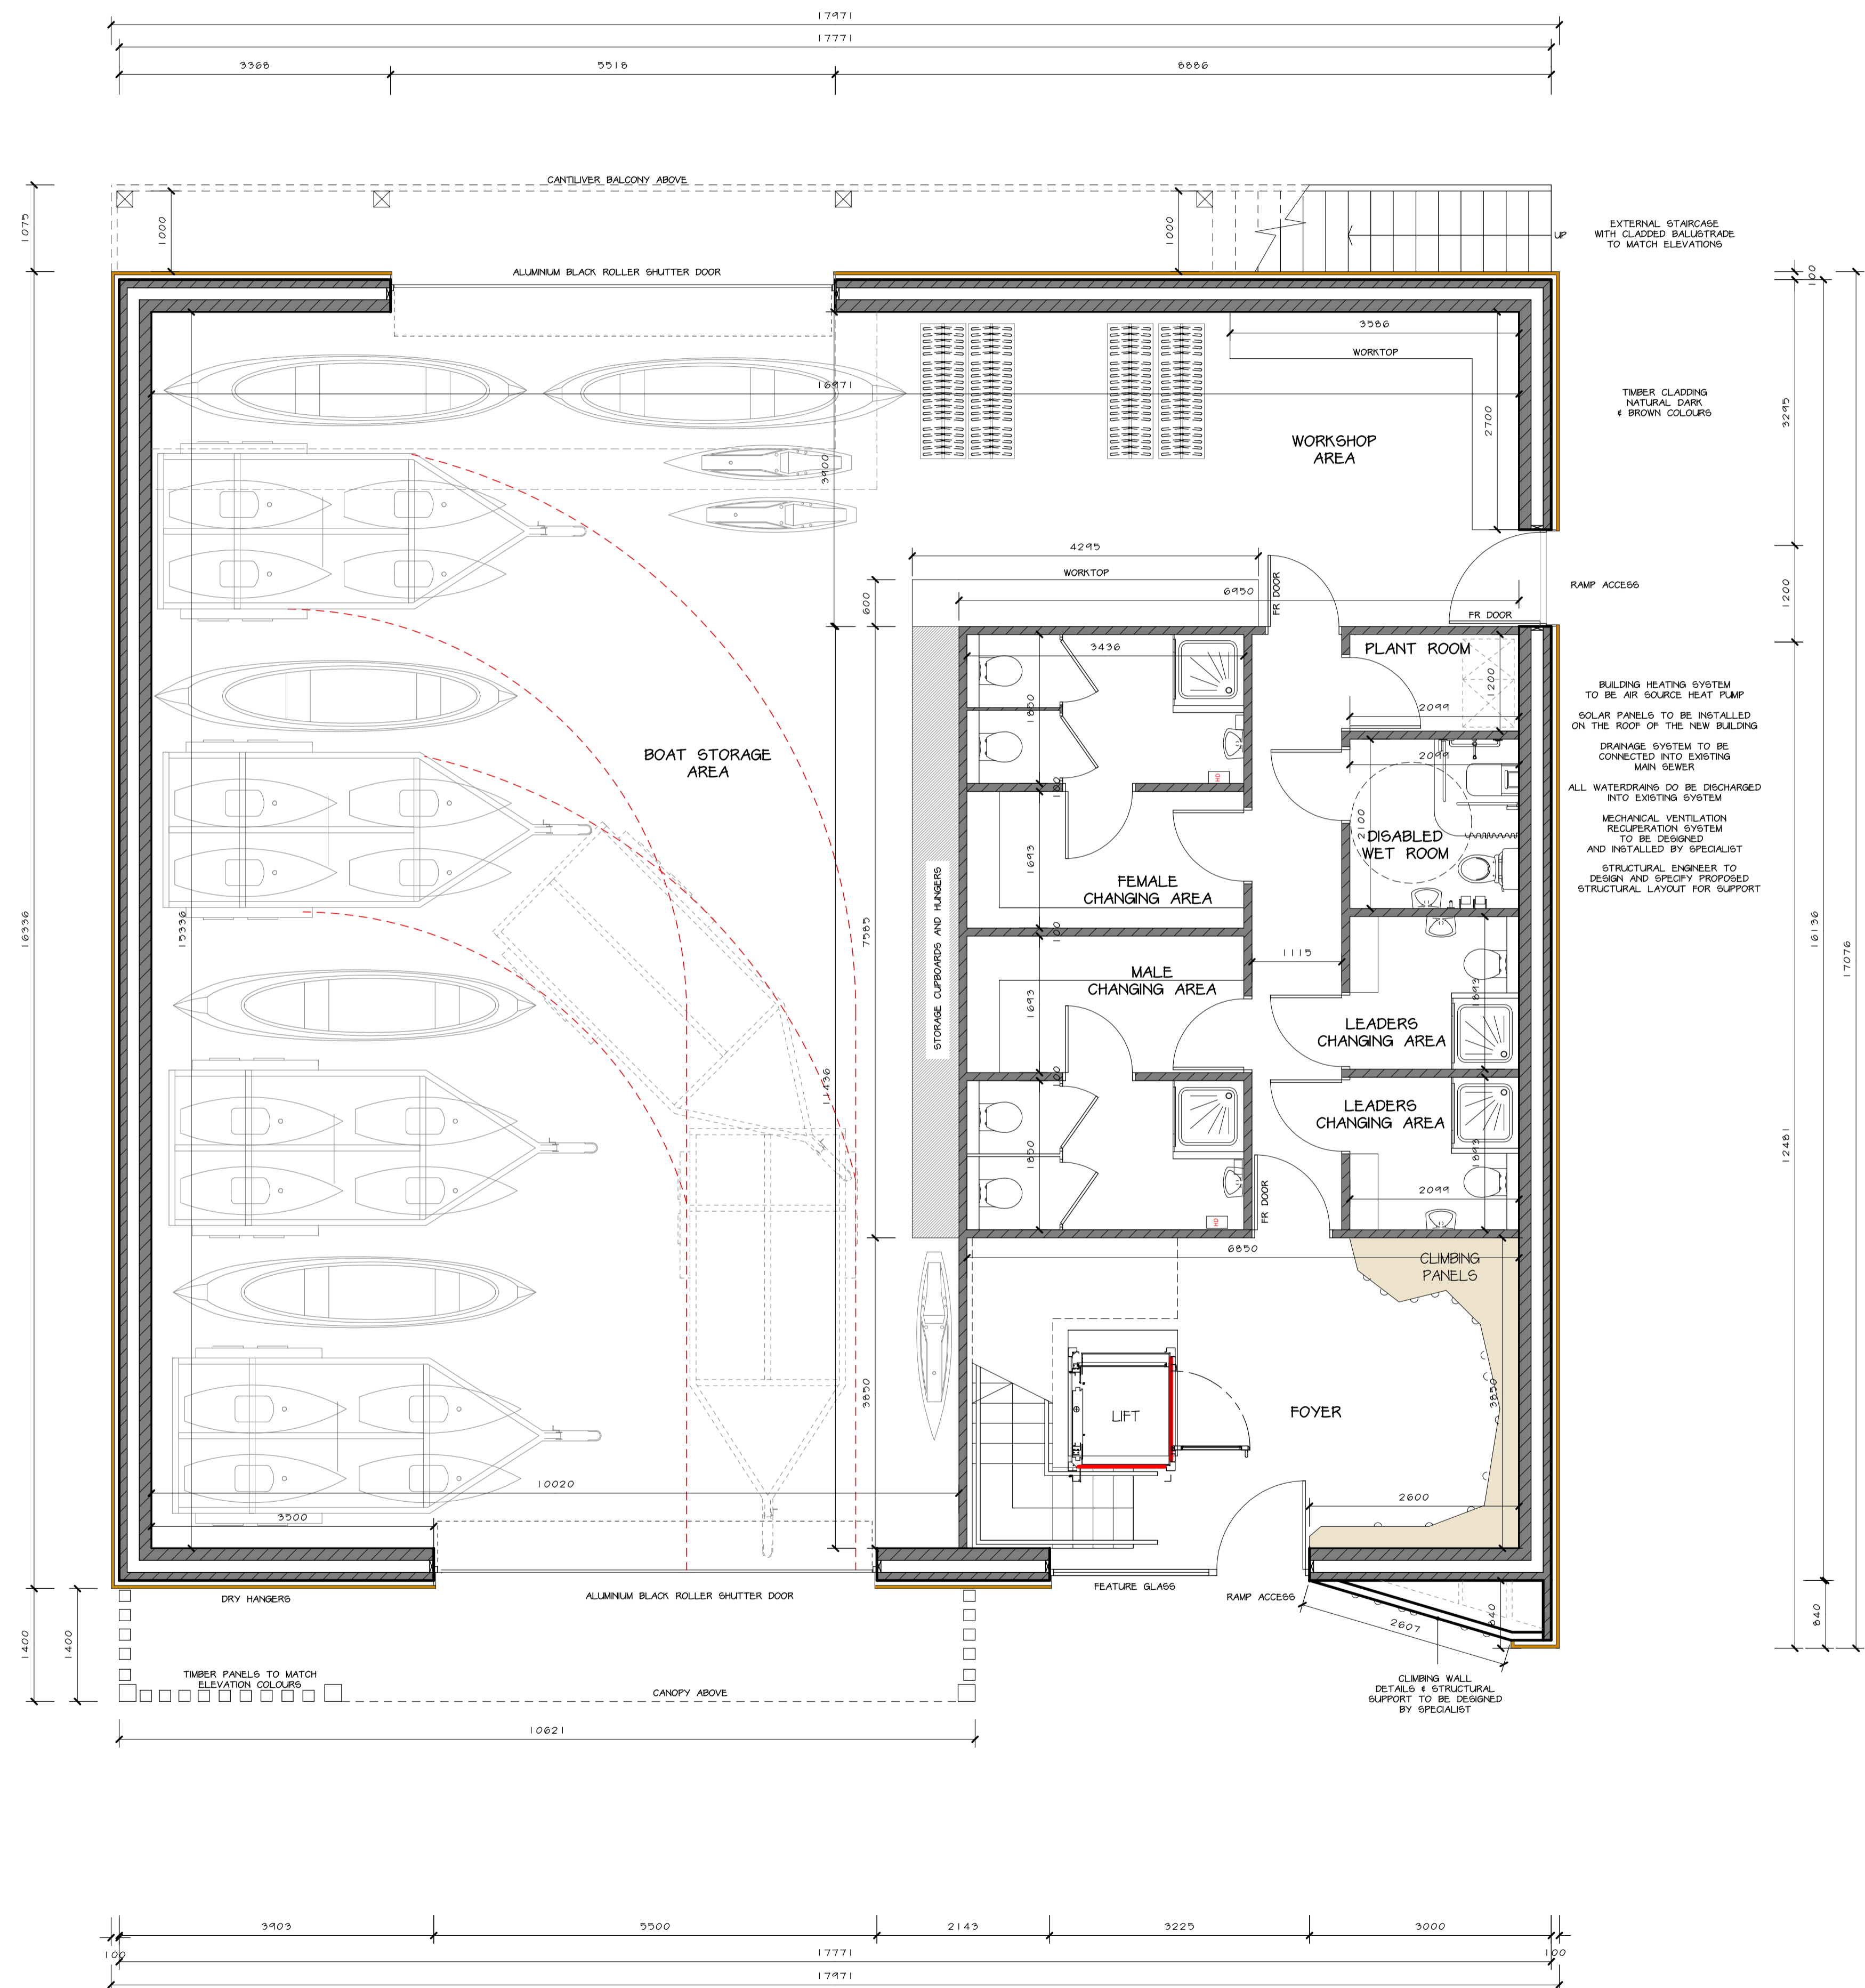 17971
17771
3368
5518
8886
CANTILIVER BALCONY ABOVE
1075
1000
1000
UP
EXTERNAL STAIRCASE
WITH CLADDED BALUSTRADE
TO MATCH ELEVATIONS
ALUMINIUM BLACK ROLLER SHUTTER DOOR
100
3586
WORKTOP
16971
TIMBER CLADDING
NATURAL DARK
& BROWN COLOURS
3295
2700
WORKSHOP
AREA
3900
4295
WORKTOP
FR DOOR
6950
600
FR DOOR
RAMP ACCESS
1200
PLANT ROOM
3436
1200
1850
2099
BUILDING HEATING SYSTEM
TO BE AIR SOURCE HEAT PUMP
SOLAR PANELS TO BE INSTALLED
ON THE ROOF OF THE NEW BUILDING
DRAINAGE SYSTEM TO BE
CONNECTED INTO EXISTING
MAIN SEWER
ALL WATERDRAINS DO BE DISCHARGED
INTO EXISTING SYSTEM
MECHANICAL VENTILATION
RECUPERATION SYSTEM
TO BE DESIGNED
AND INSTALLED BY SPECIALIST
STRUCTURAL ENGINEER TO
DESIGN AND SPECIFY PROPOSED
STRUCTURAL LAYOUT FOR SUPPORT
BOAT STORAGE
AREA
2099
HD
100
2100
DISABLED
WET ROOM
1693
FEMALE
CHANGING AREA
STORAGE CUPBOARDS AND HUNGERS
16336
15336
7585
100
1115
16136
17076
MALE
CHANGING AREA
1693
1893
LEADERS
CHANGING AREA
100
11436
LEADERS
CHANGING AREA
1850
1893
12481
2099
HD
FR DOOR
6850
CLIMBING
PANELS
3850
3850
LIFT
FOYER
10020
3500
2600
DRY HANGERS
ALUMINIUM BLACK ROLLER SHUTTER DOOR
FEATURE GLASS
RAMP ACCESS
2607
840
840
1400
1400
TIMBER PANELS TO MATCH
ELEVATION COLOURS
CANOPY ABOVE
CLIMBING WALL
DETAILS & STRUCTURAL
SUPPORT TO BE DESIGNED
BY SPECIALIST
10621
3903
5500
2143
3225
3000
100
17771
100
17971